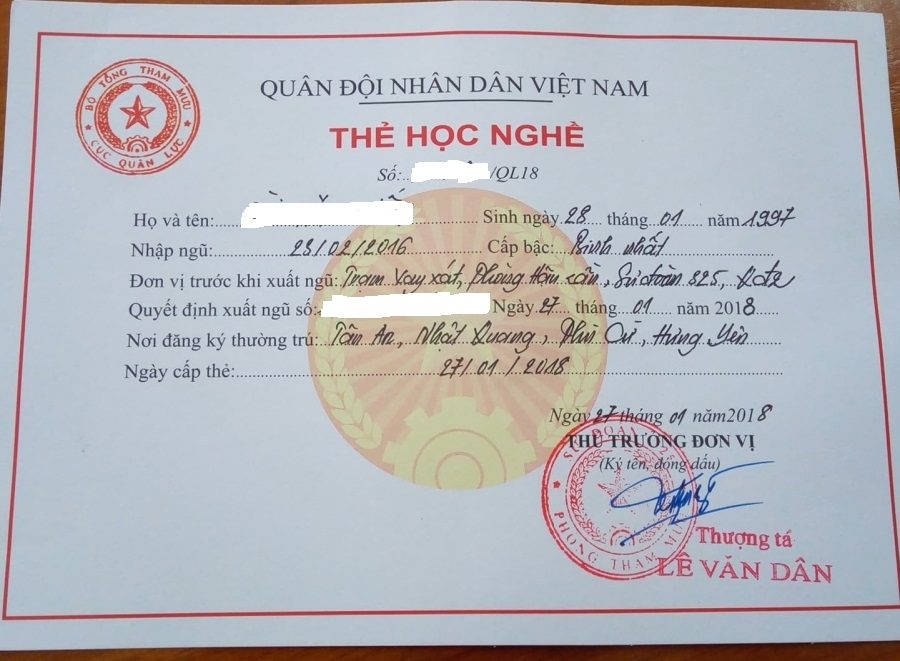 BỘ TỔNG THAM MƯU
CỤC QUÂN LỰC
QUÂN ĐỘI NHÂN DÂN VIỆT NAM
THẺ HỌC NGHỀ
Số:............/QL18
Họ và tên:.................... Sinh ngày 28.... tháng..01..... năm 1997
Nhập ngũ:................23/02/2016................ Cấp bậc:.. Binh nhất
Đơn vị trước khi xuất ngũ: Trạm xay xát, Phòng Hậu cần, Sư đoàn 325,
Quyết định xuất ngũ số:.................... Ngày 27... tháng....01..... năm 2018
Nơi đăng ký thường trú:.. Tân An, Nhật Quang, Phù Cừ, Hưng Yên
Ngày cấp thẻ:................27/01/2018................
Ngày 27 tháng 01 năm2018
THỦ TRƯỞNG ĐƠN VỊ
(Ký tên, đóng dấu)
SƯ ĐOÀN 325
PHÒNG THAM MƯU
Thượng tá
LÊ VĂN DÂN